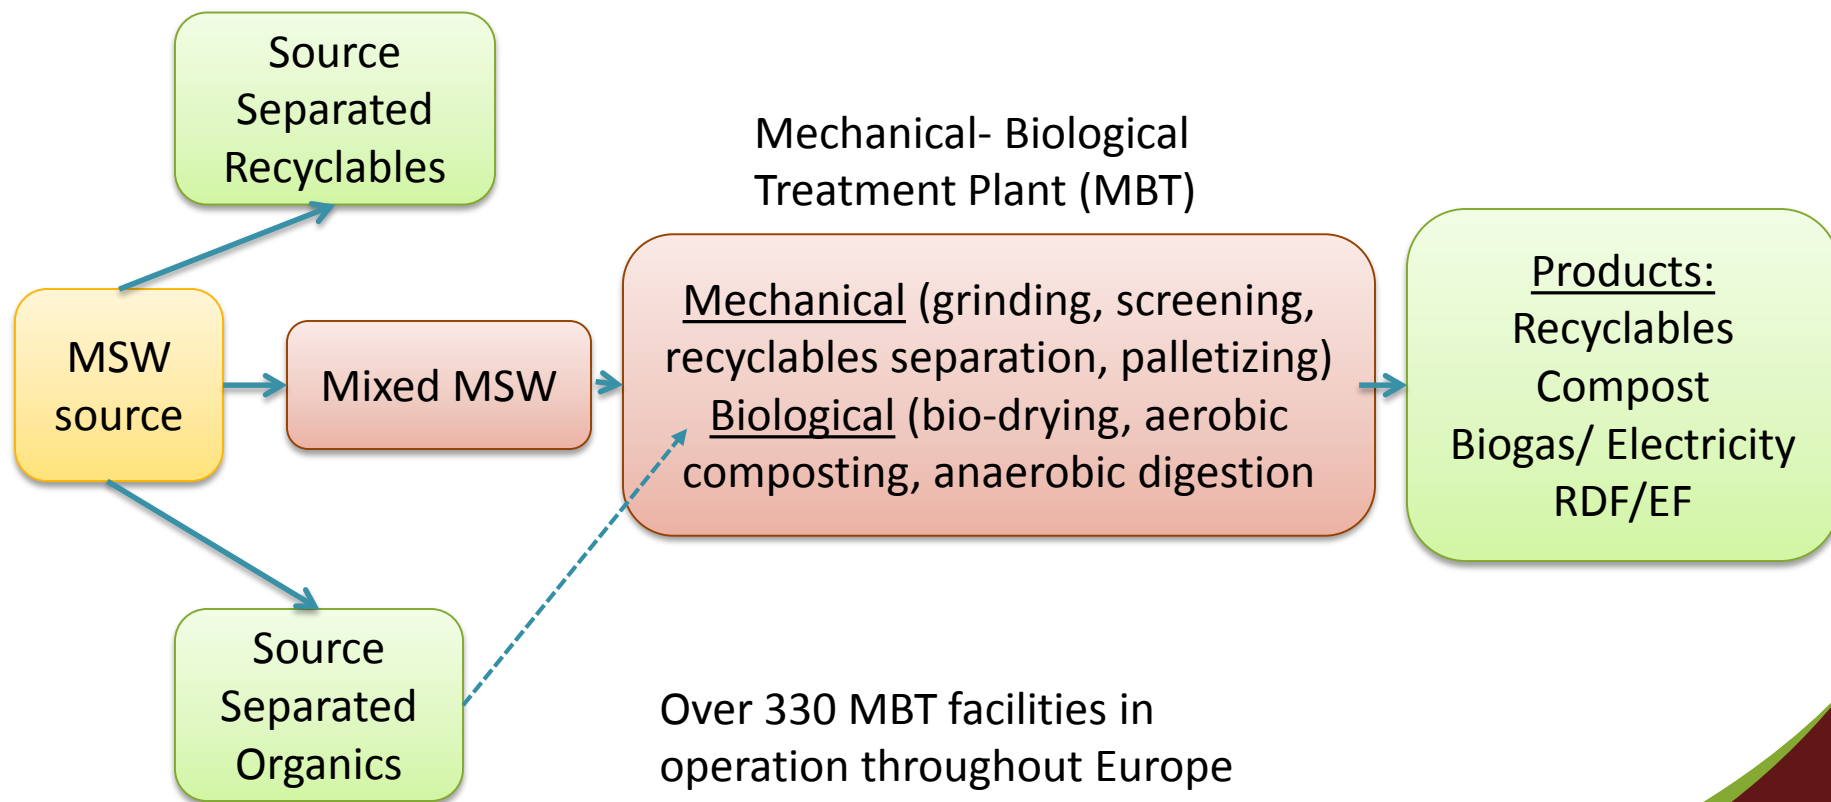 Source
Separated
Recyclables
Mechanical- Biological
Treatment Plant (MBT)
MSW
source
Mixed MSW
Mechanical (grinding, screening,
recyclables separation, palletizing)
Biological (bio-drying, aerobic
composting, anaerobic digestion
Products:
Recyclables
Compost
Biogas/ Electricity
RDF/EF
Source
Separated
Organics
Over 330 MBT facilities in
operation throughout Europe